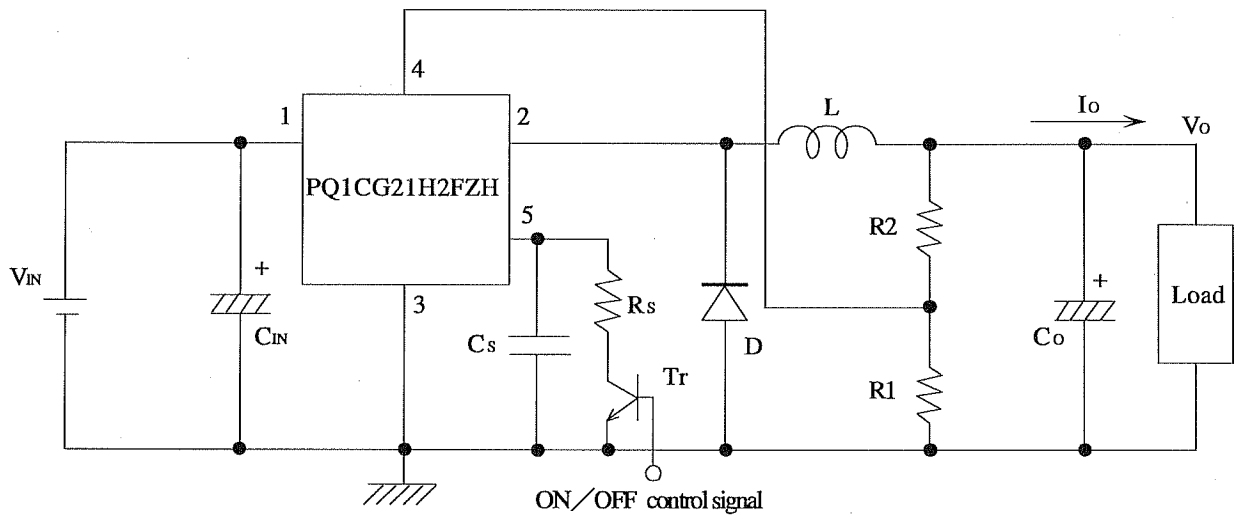 4
1
2
L
Io
Vo
PQ1CG21H2FZH
5
R2
VIN
+
CIN
3
Rs
Cs
D
+
Co
Load
Tr
R1
ON/OFF control signal